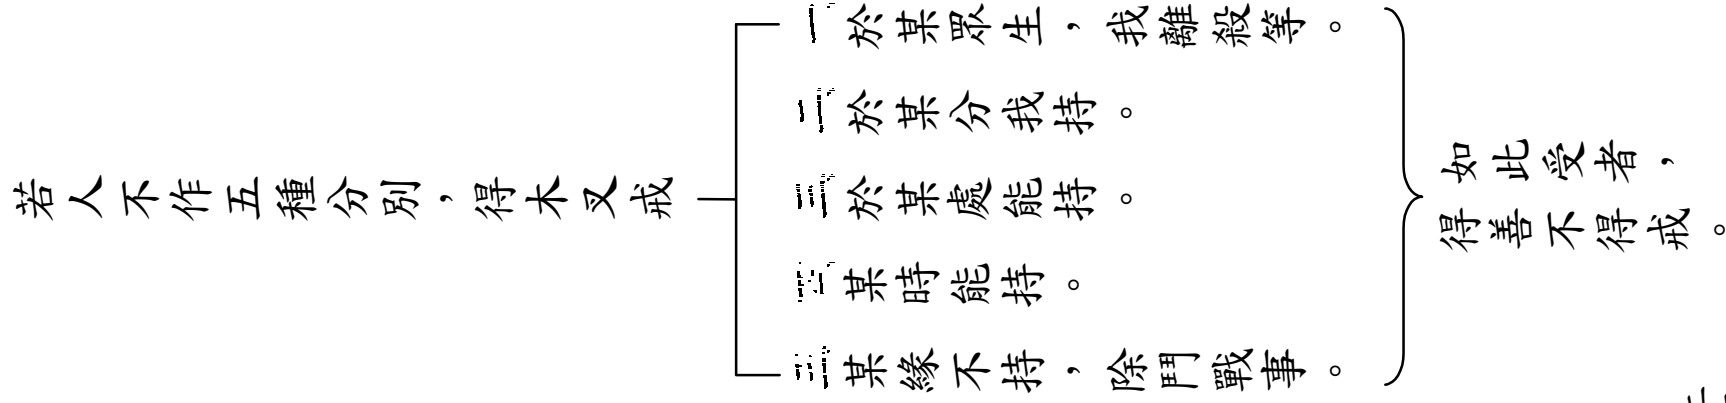 若人不作五種分別，得木叉戒
一於某眾生，我離殺等。
二於某分我持。
三於某處能持。
四某時能持。
五某緣不持，除鬥戰事。
如此受者，
得善不得戒。